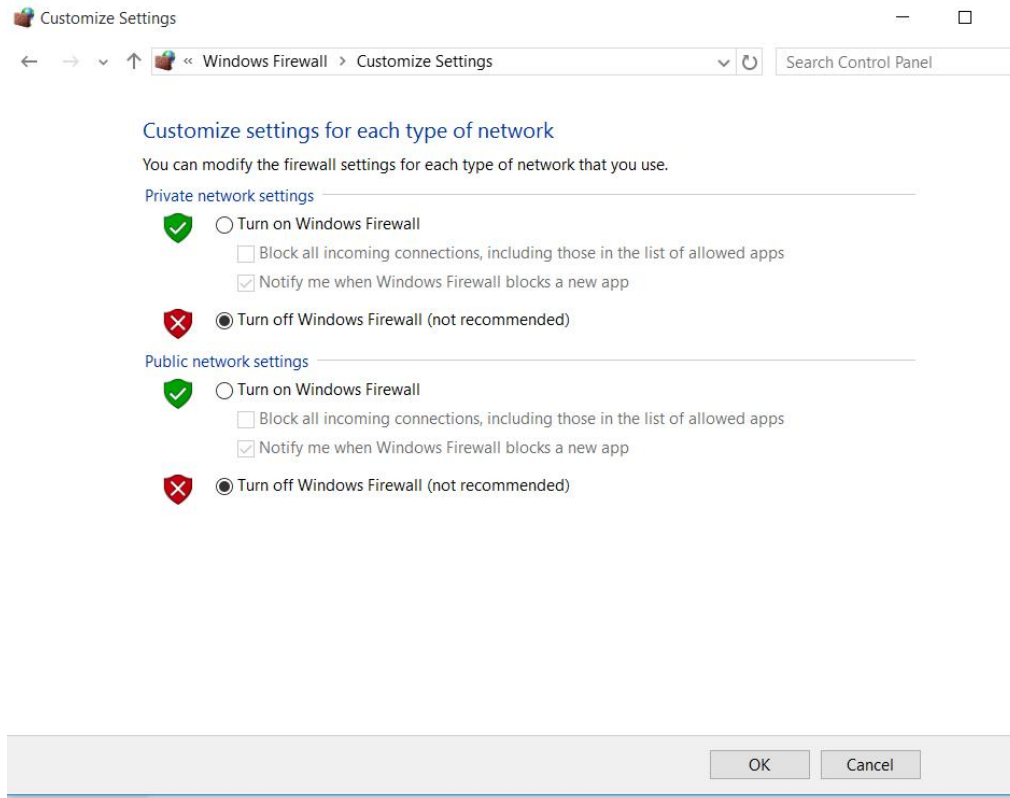 Customize Settings
« Windows Firewall > Customize Settings
Search Control Panel
Customize settings for each type of network
You can modify the firewall settings for each type of network that you use.
Private network settings
Turn on Windows Firewall
Block all incoming connections, including those in the list of allowed apps
Notify me when Windows Firewall blocks a new app
Turn off Windows Firewall (not recommended)
Public network settings
Turn on Windows Firewall
Block all incoming connections, including those in the list of allowed apps
Notify me when Windows Firewall blocks a new app
Turn off Windows Firewall (not recommended)
OK Cancel